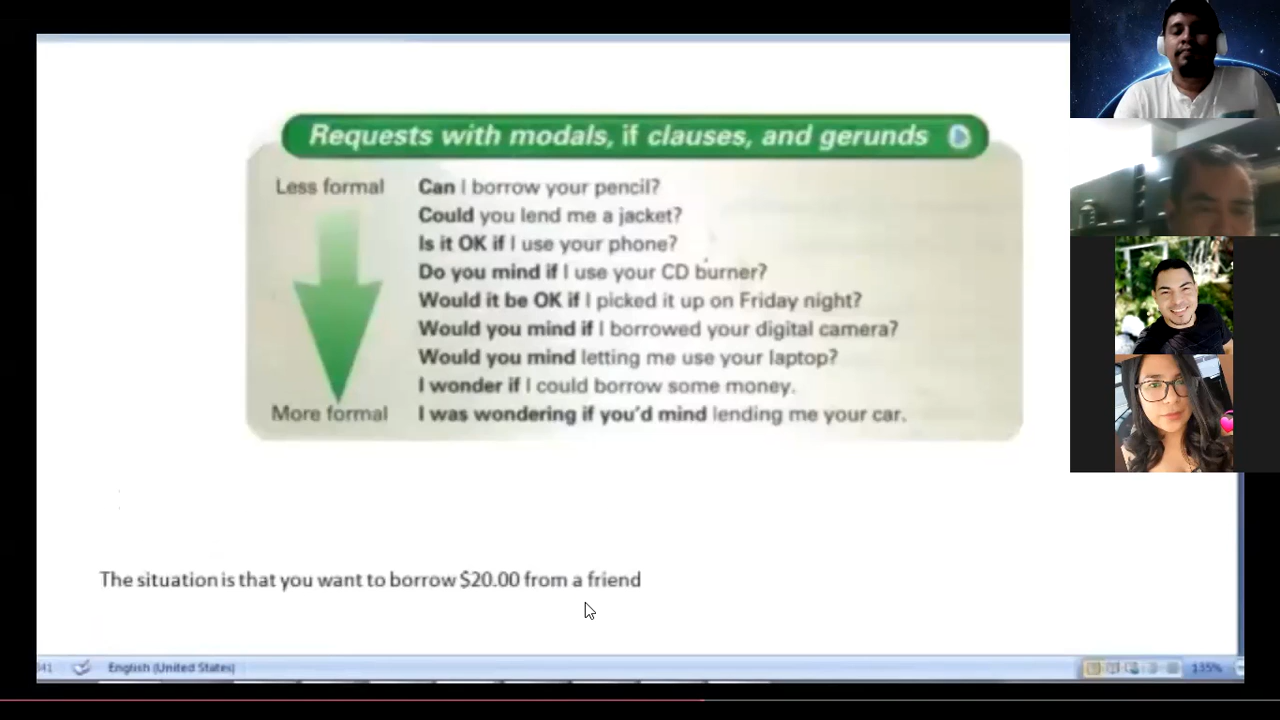 Requests with modals, if clauses, and gerunds
Less formal
Can I borrow your pencil?
Could you lend me a jacket?
Is it OK if I use your phone?
Do you mind if I use your CD burner?
Would it be OK if I picked it up on Friday night?
Would you mind if I borrowed your digital camera?
Would you mind letting me use your laptop?
I wonder if I could borrow some money.
More formal
I was wondering if you'd mind lending me your car.
The situation is that you want to borrow $20.00 from a friend
41 English (United States) 135%